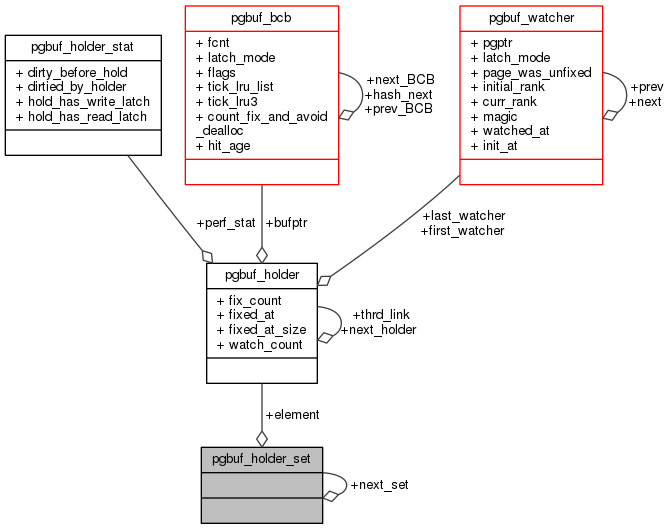 pgbuf_holder_stat
+ dirty_before_hold
+ dirtied_by_holder
+ hold_has_write_latch
+ hold_has_read_latch
pgbuf_bcb
+ fcnt
+ latch_mode
+ flags
+ tick_lru_list
+ tick_lru3
+ count_fix_and_avoid
_dealloc
+ hit_age
+next_BCB
+hash_next
+prev_BCB
pgbuf_watcher
+ pgptr
+ latch_mode
+ page_was_unfixed
+ initial_rank
+ curr_rank
+ magic
+ watched_at
+ init_at
+prev
+next
+perf_stat
+bufptr
+last_watcher
+first_watcher
pgbuf_holder
+ fix_count
+ fixed_at
+ fixed_at_size
+ watch_count
+thrd_link
+next_holder
+element
pgbuf_holder_set
+next_set